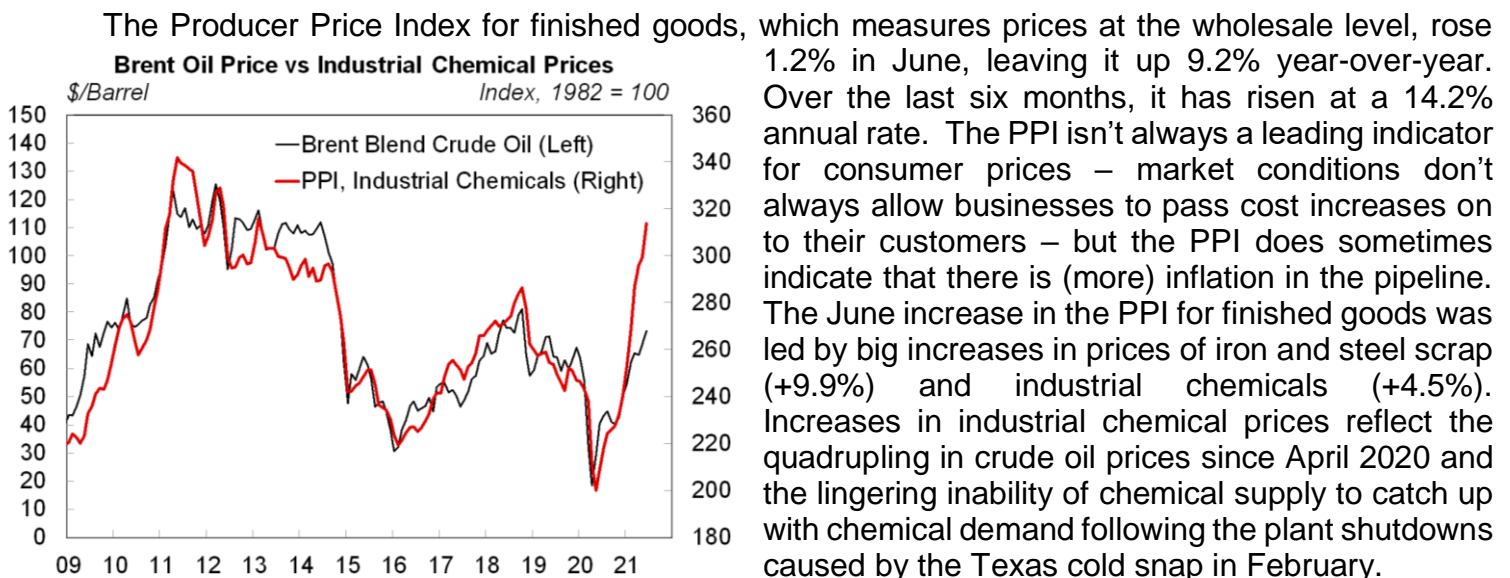 The Producer Price Index for finished goods, which measures prices at the wholesale level, rose
1.2% in June, leaving it up 9.2% year-over-year.
Over the last six months, it has risen at a 14.2%
annual rate. The PPI isn’t always a leading indicator
for consumer prices – market conditions don’t
always allow businesses to pass cost increases on
to their customers – but the PPI does sometimes
indicate that there is (more) inflation in the pipeline.
The June increase in the PPI for finished goods was
led by big increases in prices of iron and steel scrap
(+9.9%) and industrial chemicals (+4.5%).
Increases in industrial chemical prices reflect the
quadrupling in crude oil prices since April 2020 and
the lingering inability of chemical supply to catch up
with chemical demand following the plant shutdowns
caused by the Texas cold snap in February.
Brent Oil Price vs Industrial Chemical Prices
$/Barrel Index, 1982 = 100
150 360
140
130 340
120
110 320
100 300
90
80 280
70
60 260
50
40 240
30 220
20
10 200
0 180
Brent Blend Crude Oil (Left)
PPI, Industrial Chemicals (Right)
09 10 11 12 13 14 15 16 17 18 19 20 21